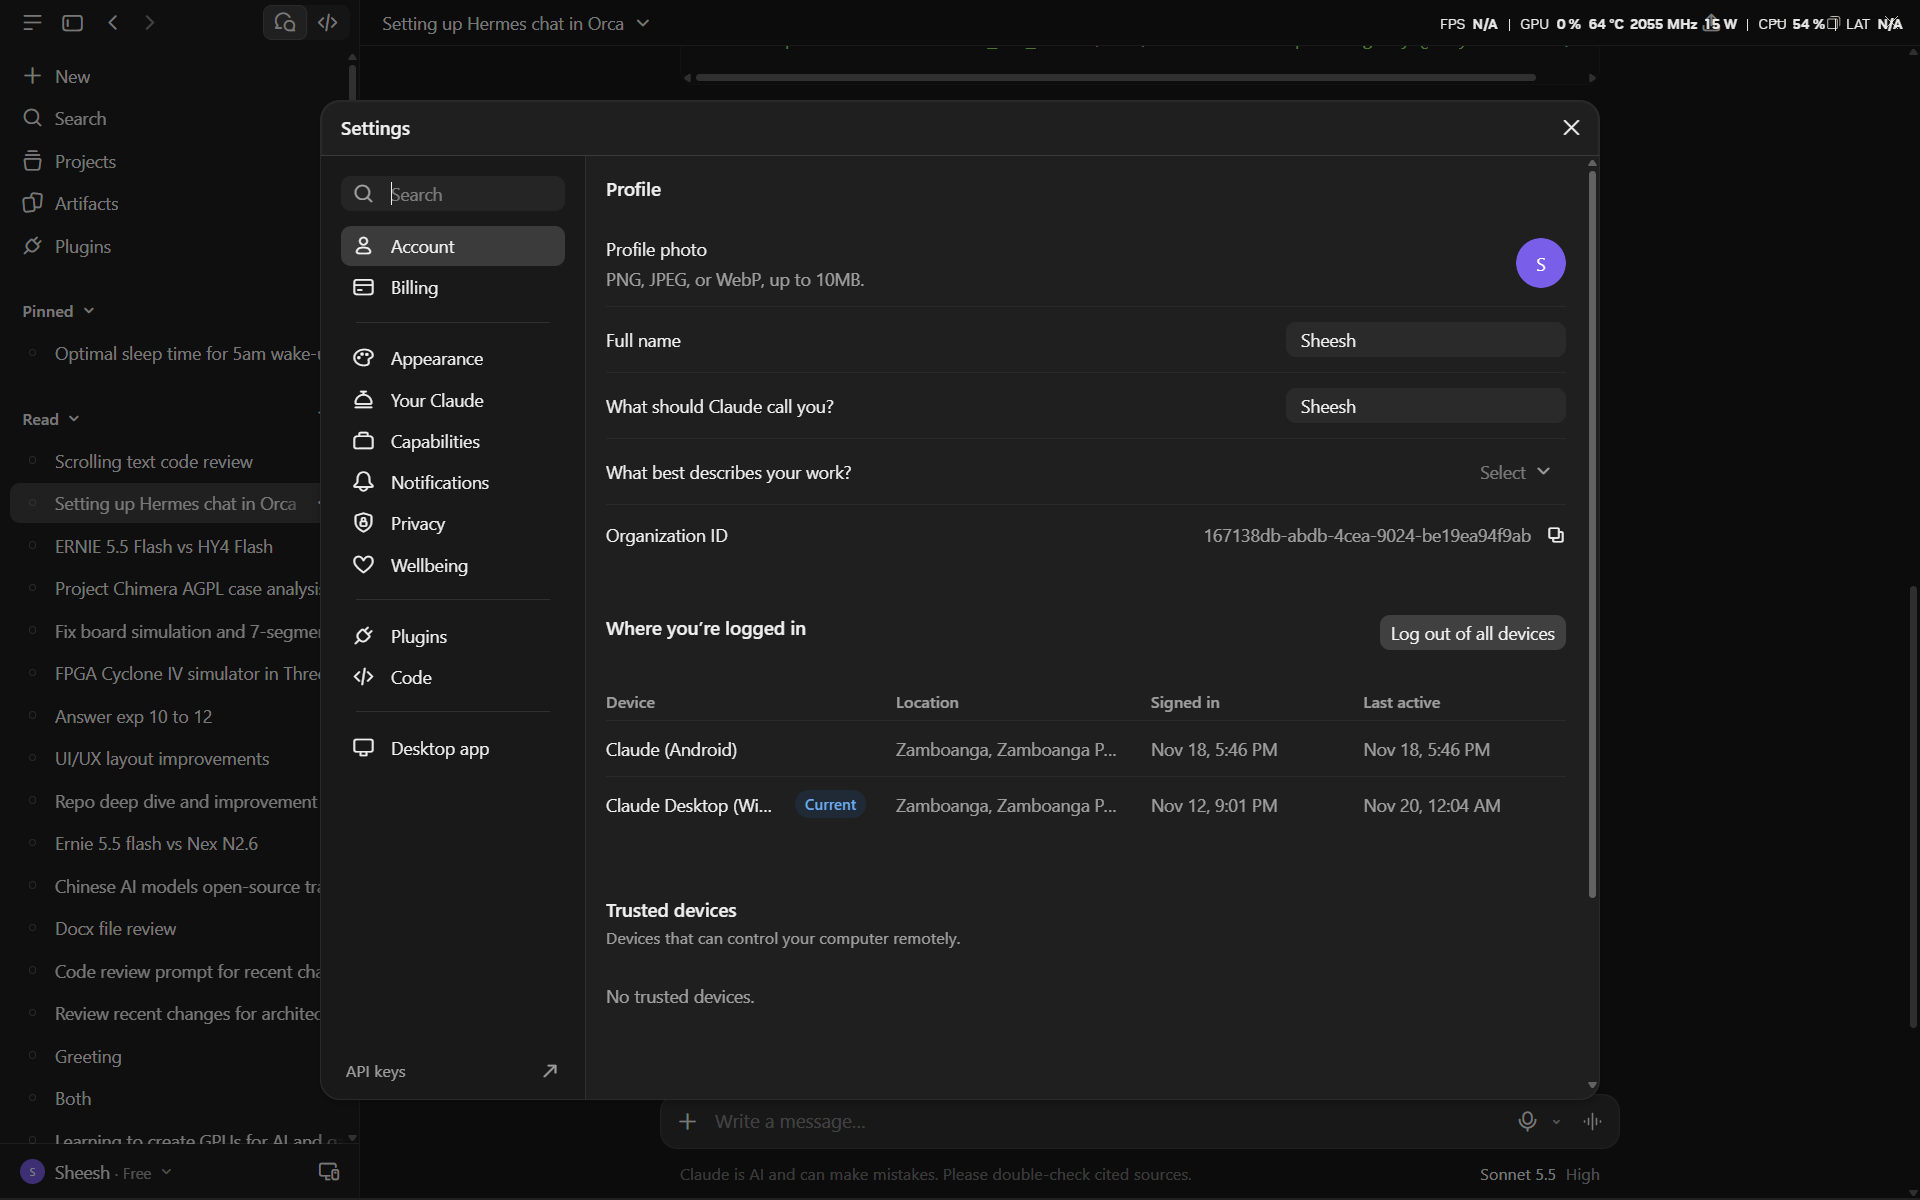 Setting up Hermes chat in Orca
FPS N/A | GPU 0 % 64 °C 2055 MHz 15 W | CPU 54 % | LAT N/A
New
Search
Projects
Artifacts
Plugins
Pinned
Optimal sleep time for 5am wake-
Read
Scrolling text code review
Setting up Hermes chat in Orca
ERNIE 5.5 Flash vs HY4 Flash
Project Chimera AGPL case analysis
Fix board simulation and 7-segme
FPGA Cyclone IV simulator in Thre
Answer exp 10 to 12
UI/UX layout improvements
Repo deep dive and improvement
Ernie 5.5 flash vs Nex N2.6
Chinese AI models open-source tra
Docx file review
Code review prompt for recent cha
Review recent changes for architec
Greeting
Both
Learning to create GPUs for AI and
Sheesh · Free
Settings
Search
Account
Billing
Appearance
Your Claude
Capabilities
Notifications
Privacy
Wellbeing
Plugins
Code
Desktop app
API keys
Profile
Profile photo
PNG, JPEG, or WebP, up to 10MB.
S
Full name
Sheesh
What should Claude call you?
Sheesh
What best describes your work?
Select
Organization ID
167138db-abdb-4cea-9024-be19ea94f9ab
Where you're logged in
Log out of all devices
Device Location Signed in Last active
Claude (Android) Zamboanga, Zamboanga P... Nov 18, 5:46 PM Nov 18, 5:46 PM
Claude Desktop (Wi... Current Zamboanga, Zamboanga P... Nov 12, 9:01 PM Nov 20, 12:04 AM
Trusted devices
Devices that can control your computer remotely.
No trusted devices.
Write a message...
Claude is AI and can make mistakes. Please double-check cited sources.
Sonnet 5.5 High
S